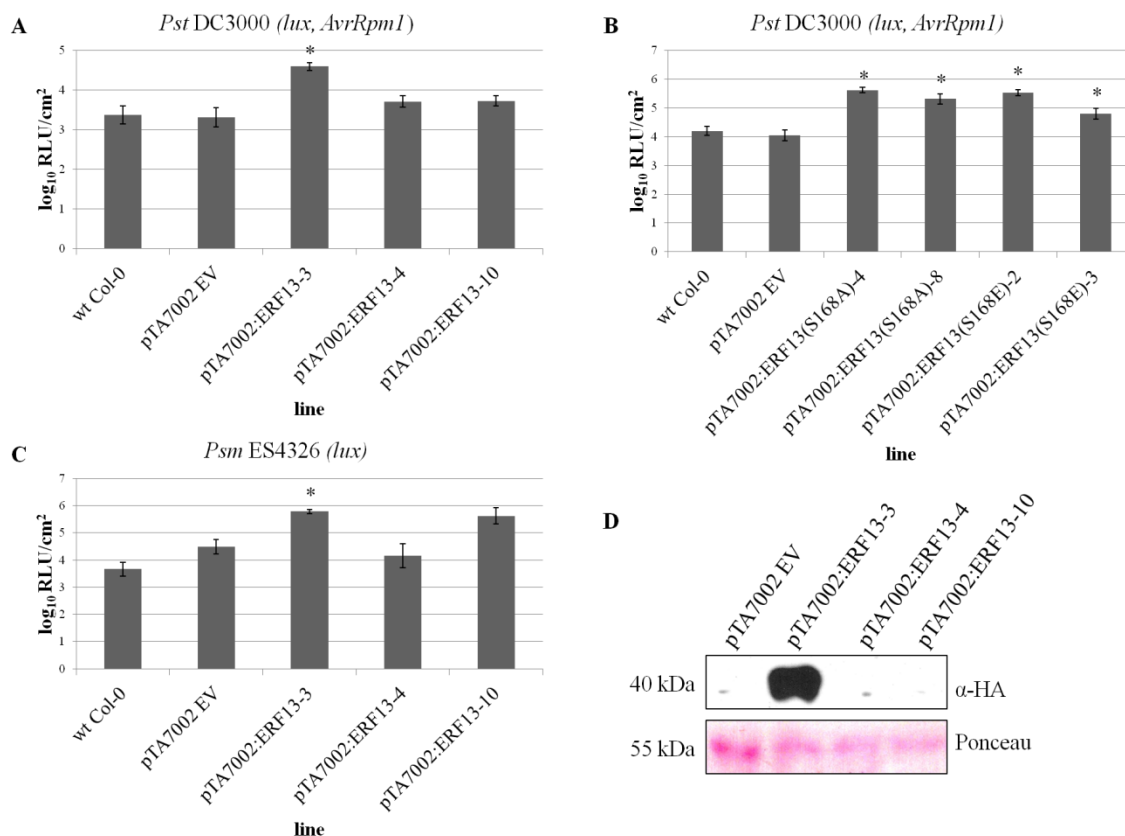 A
Pst DC3000 (lux, AvrRpm1)
log10 RLU/cm2
5
4
3
2
1
0
*
wt Col-0
pTA7002 EV
pTA7002:ERF13-3
pTA7002:ERF13-4
pTA7002:ERF13-10
line
B
Pst DC3000 (lux, AvrRpm1)
log10 RLU/cm2
7
6
5
4
3
2
1
0
*
*
*
*
wt Col-0
pTA7002 EV
pTA7002:ERF13(S168A)-4
pTA7002:ERF13(S168A)-8
pTA7002:ERF13(S168E)-2
pTA7002:ERF13(S168E)-3
line
C
Psm ES4326 (lux)
log10 RLU/cm2
7
6
5
4
3
2
1
0
*
wt Col-0
pTA7002 EV
pTA7002:ERF13-3
pTA7002:ERF13-4
pTA7002:ERF13-10
line
D
pTA7002 EV
pTA7002:ERF13-3
pTA7002:ERF13-4
pTA7002:ERF13-10
40 kDa
α-HA
55 kDa
Ponceau